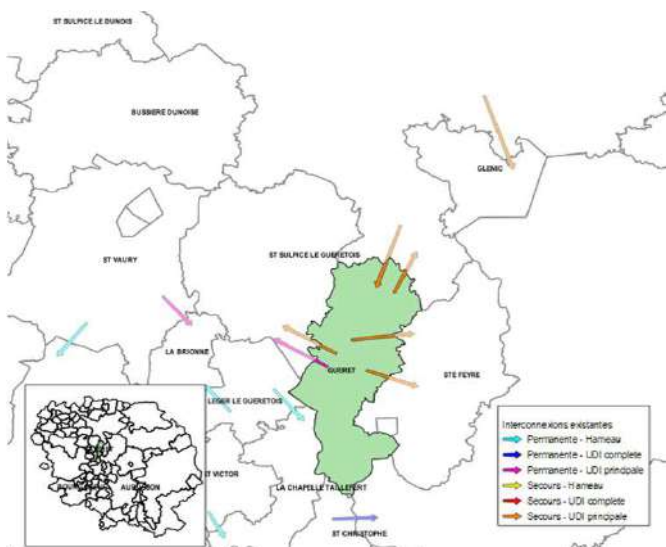 ST SULPICE LE DUNOIS
BUSSIERE DUNOISE
GLENIC
ST VAURY
ST SULPICE LE GUERETOIS
LA BRIONNE
GUERET
STE FEYRE
LEGER LE GUERETOIS
ST VICTOR
LA CHAPELLE TAILLEFERT
ST CHRISTOPHE
AUBUSSON
Interconnexions existantes
Permanente - Hameau
Permanente - UDI complete
Permanente - UDI principale
Secours - Hameau
Secours - UDI complete
Secours - UDI principale